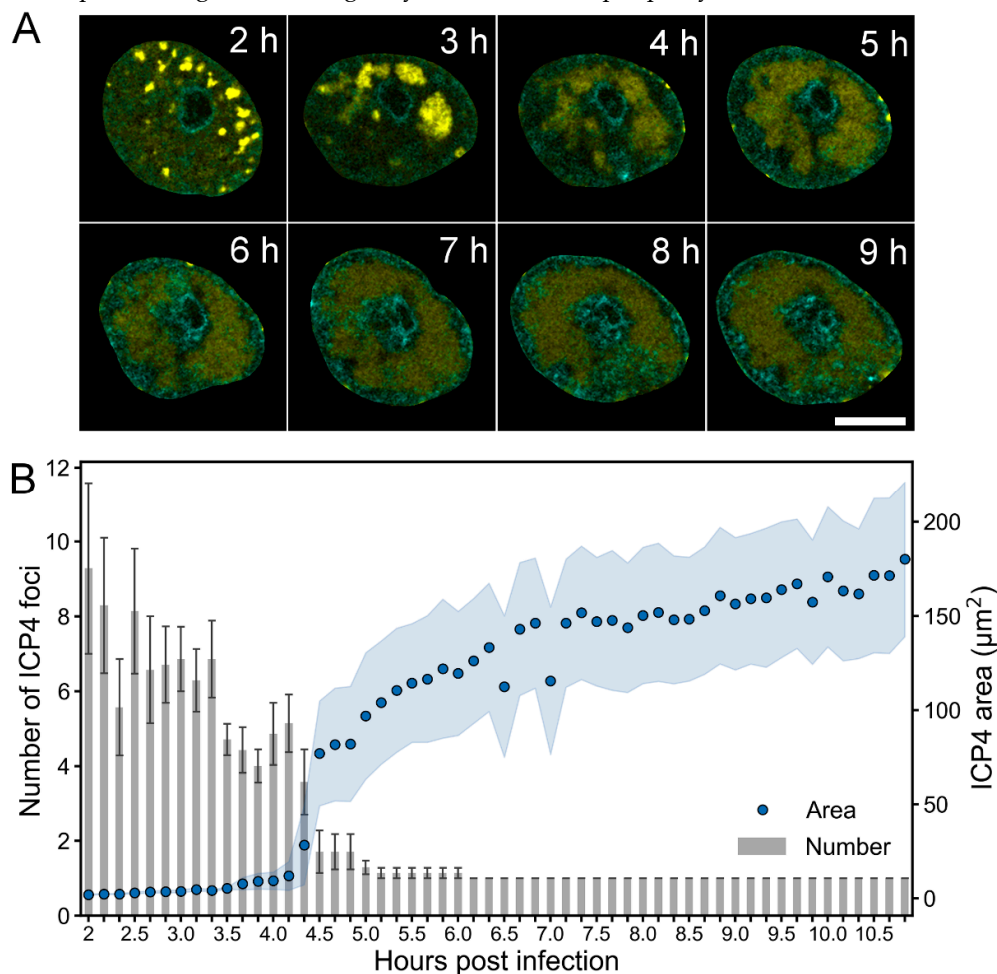 A
2 h
3 h
4 h
5 h
6 h
7 h
8 h
9 h
B
12
10
8
6
4
2
0
Number of ICP4 foci
200
150
100
50
0
ICP4 area (µm²)
Area
Number
2 2.5 3.0 3.5 4.0 4.5 5.0 5.5 6.0 6.5 7.0 7.5 8.0 8.5 9.0 9.5 10.0 10.5
Hours post infection